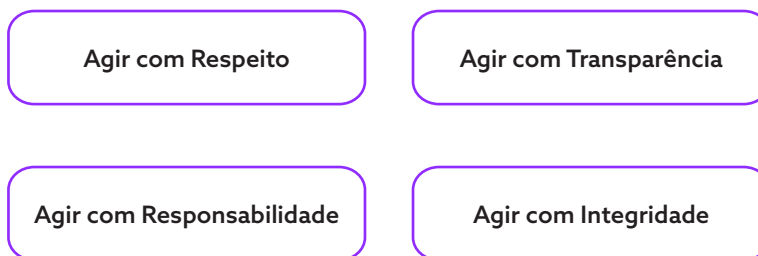 Agir com Respeito
Agir com Transparência
Agir com Responsabilidade
Agir com Integridade